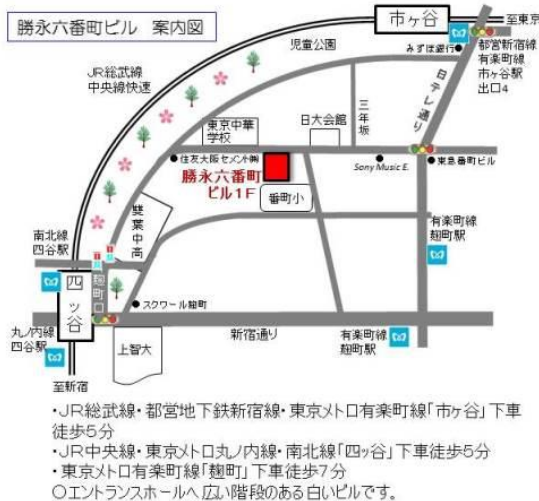 勝永六番町ビル 案内図
市ヶ谷
至東京
児童公園
みずほ銀行
都営新宿線
有楽町線
市ヶ谷駅
出口4
JR総武線
中央線快速
日テレ通り
三年坂
東京中華
学校
日大会館
住友大阪セメント㈱
Sony Music E.
東急番町ビル
勝永六番町
ビル1F
番町小
雙葉中高
有楽町線
麹町駅
南北線
四谷駅
麹町口
四ッ谷
スクワール麹町
丸ノ内線
四谷駅
上智大
新宿通り
有楽町線
麹町駅
至新宿
・JR総武線・都営地下鉄新宿線・東京メトロ有楽町線「市ヶ谷」下車
徒歩5分
・JR中央線・東京メトロ丸ノ内線・南北線「四ヶ谷」下車徒歩5分
・東京メトロ有楽町線「麹町」下車徒歩7分
○エントランスホールへ広い階段のある白いビルです。